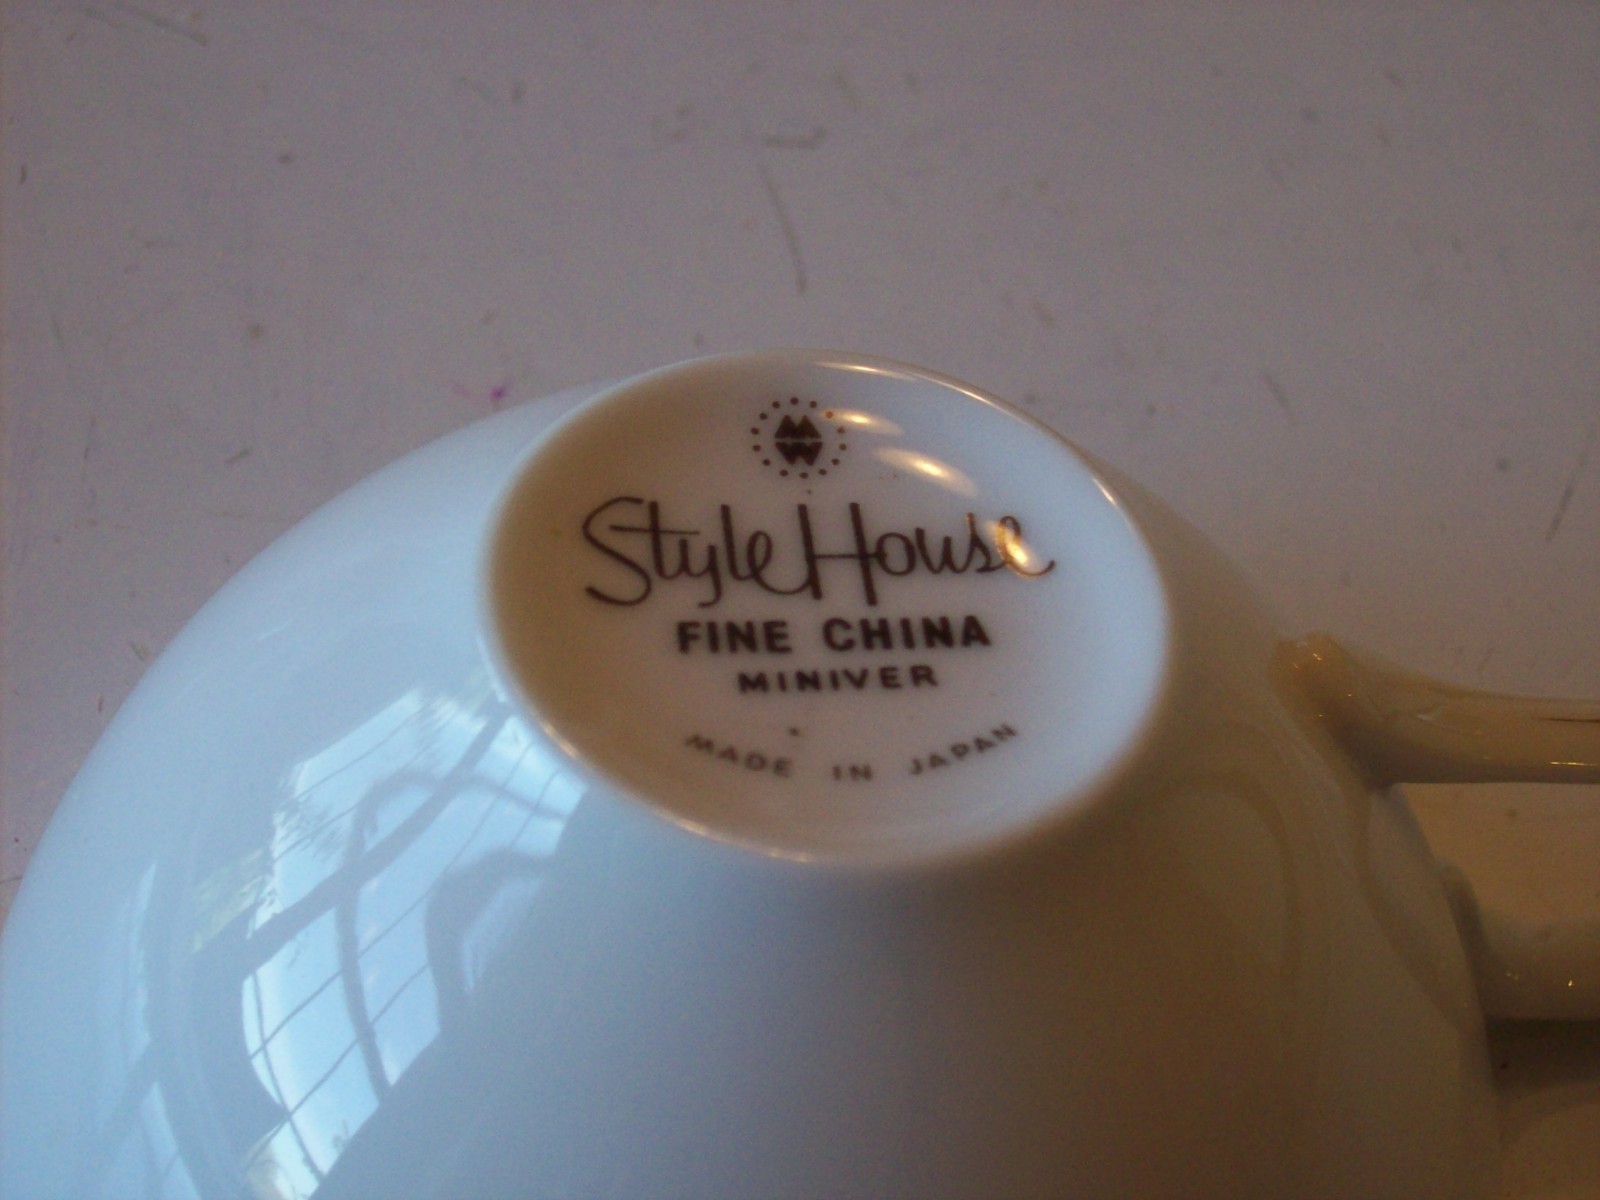 M
W
Style House
FINE CHINA
MINIVER
MADE IN JAPAN